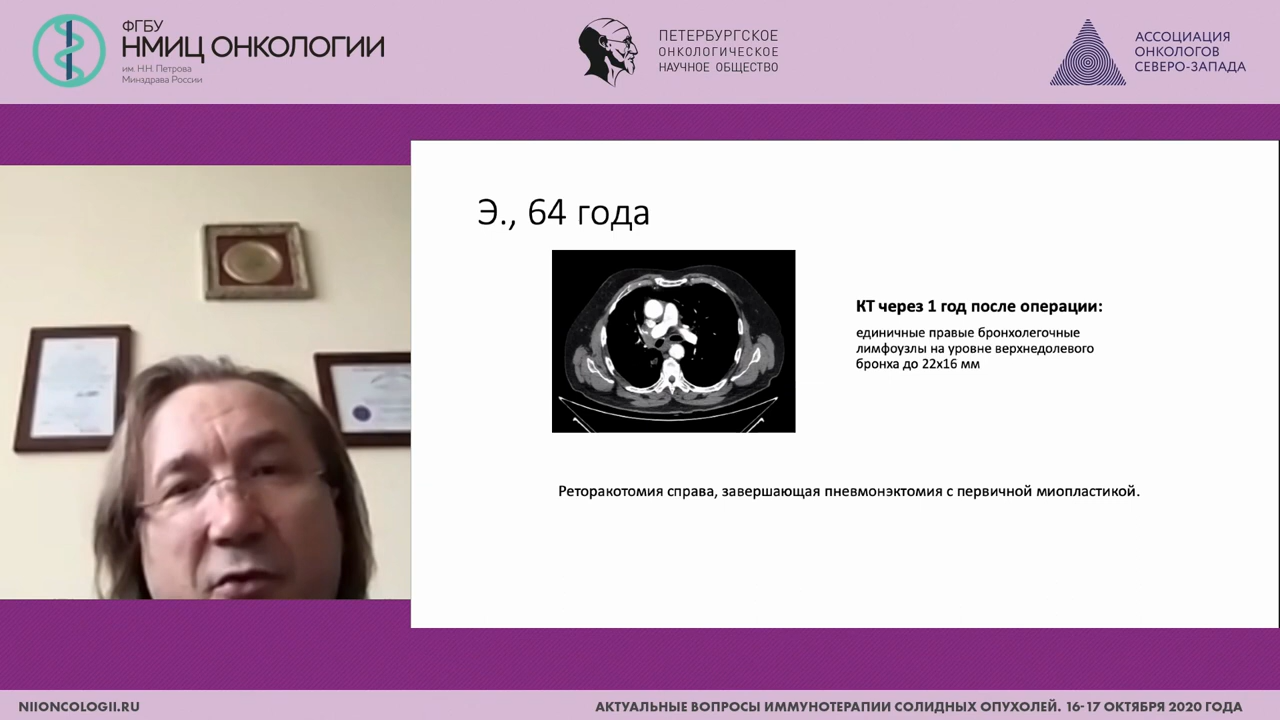 ФГБУ
НМИЦ ОНКОЛОГИИ
им. Н.Н. Петрова
Минздрава России
ПЕТЕРБУРГСКОЕ
ОНКОЛОГИЧЕСКОЕ
НАУЧНОЕ ОБЩЕСТВО
АССОЦИАЦИЯ
ОНКОЛОГОВ
СЕВЕРО-ЗАПАДА
Э., 64 года
КТ через 1 год после операции:
единичные правые бронхолегочные
лимфоузлы на уровне верхнедолевого
бронха до 22х16 мм
Реторакотомия справа, завершающая пневмонэктомия с первичной миопластикой.
NIIONCOLOGII.RU
АКТУАЛЬНЫЕ ВОПРОСЫ ИММУНОТЕРАПИИ СОЛИДНЫХ ОПУХОЛЕЙ. 16-17 ОКТЯБРЯ 2020 ГОДА